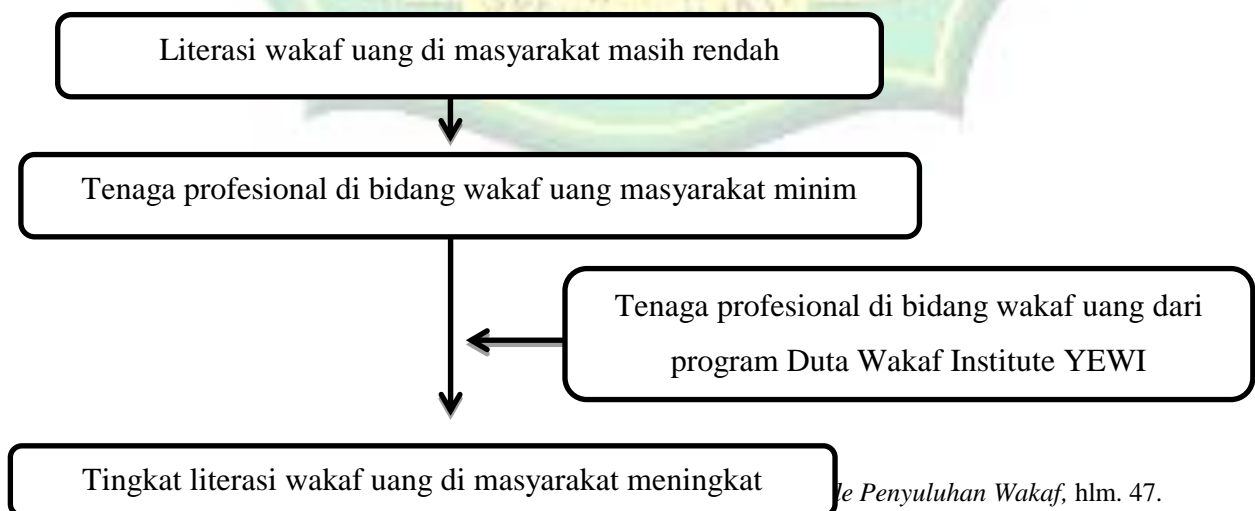 Literasi wakaf uang di masyarakat masih rendah
Tenaga profesional di bidang wakaf uang masyarakat minim
Tenaga profesional di bidang wakaf uang dari
program Duta Wakaf Institute YEWI
Tingkat literasi wakaf uang di masyarakat meningkat
Penyuluhan Wakaf, hlm. 47.